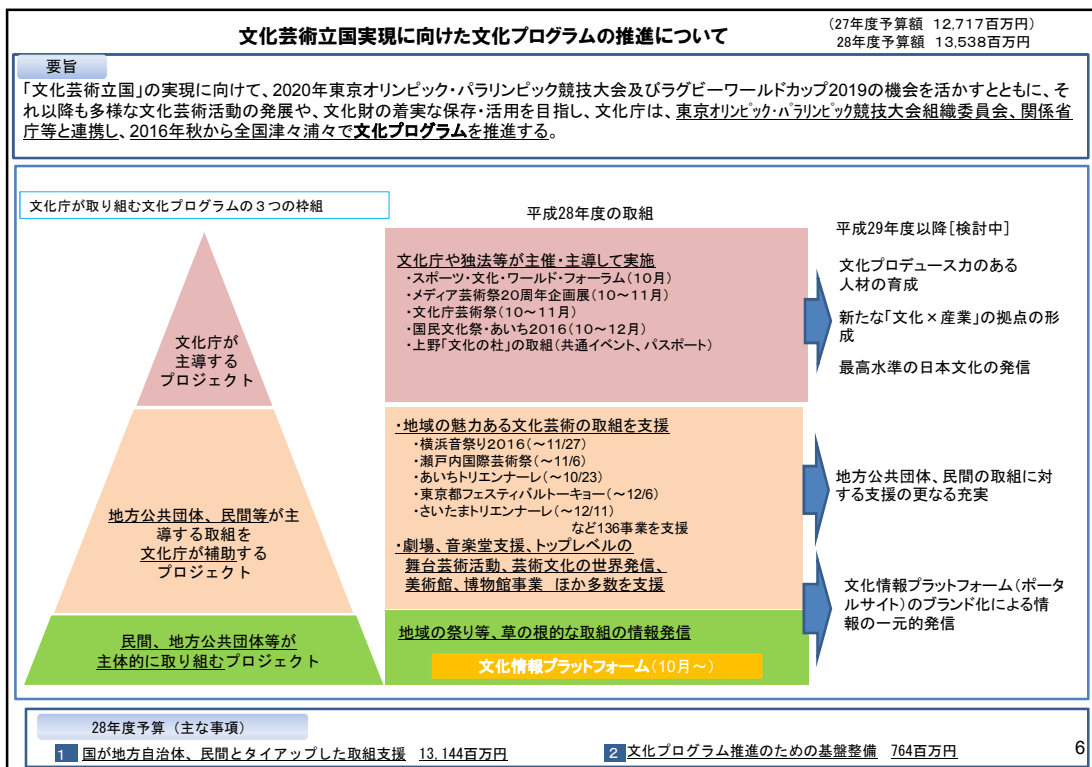 文化芸術立国実現に向けた文化プログラムの推進について
(27年度予算額 12,717百万円)
28年度予算額 13,538百万円
要旨
「文化芸術立国」の実現に向けて、2020年東京オリンピック・パラリンピック競技大会及びラグビーワールドカップ2019の機会を活かすとともに、そ
れ以降も多様な文化芸術活動の発展や、文化財の着実な保存・活用を目指し、文化庁は、東京オリンピック・パラリンピック競技大会組織委員会、関係省
庁等と連携し、2016年秋から全国津々浦々で文化プログラムを推進する。
文化庁が取り組む文化プログラムの3つの枠組
平成28年度の取組
平成29年度以降[検討中]
文化庁が
主導する
プロジェクト
文化庁や独法等が主催・主導して実施
・スポーツ・文化・ワールド・フォーラム(10月)
・メディア芸術祭20周年企画展(10~11月)
・文化庁芸術祭(10~11月)
・国民文化祭・あいち2016(10~12月)
・上野「文化の杜」の取組(共通イベント、パスポート)
文化プロデュース力のある
人材の育成
新たな「文化×産業」の拠点の形
成
最高水準の日本文化の発信
地方公共団体、民間等が主
導する取組を
文化庁が補助する
プロジェクト
・地域の魅力ある文化芸術の取組を支援
・横浜音祭り2016(~11/27)
・瀬戸内国際芸術祭(~11/6)
・あいちトリエンナーレ(~10/23)
・東京都フェスティバルトーキョー(~12/6)
・さいたまトリエンナーレ(~12/11)
など136事業を支援
・劇場、音楽堂支援、トップレベルの
舞台芸術活動、芸術文化の世界発信、
美術館、博物館事業 ほか多数を支援
地方公共団体、民間の取組に対
する支援の更なる充実
民間、地方公共団体等が
主体的に取り組むプロジェクト
地域の祭り等、草の根的な取組の情報発信
文化情報プラットフォーム(10月~)
文化情報プラットフォーム(ポータ
ルサイト)のブランド化による情
報の一元的発信
28年度予算(主な事項)
1 国が地方自治体、民間とタイアップした取組支援 13,144百万円
2 文化プログラム推進のための基盤整備 764百万円
6